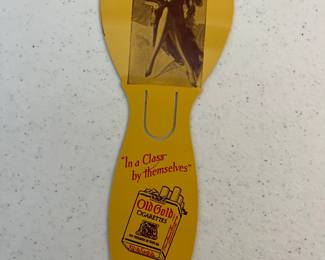 "In a Class
by themselves"
Old Gold
CIGARETTES